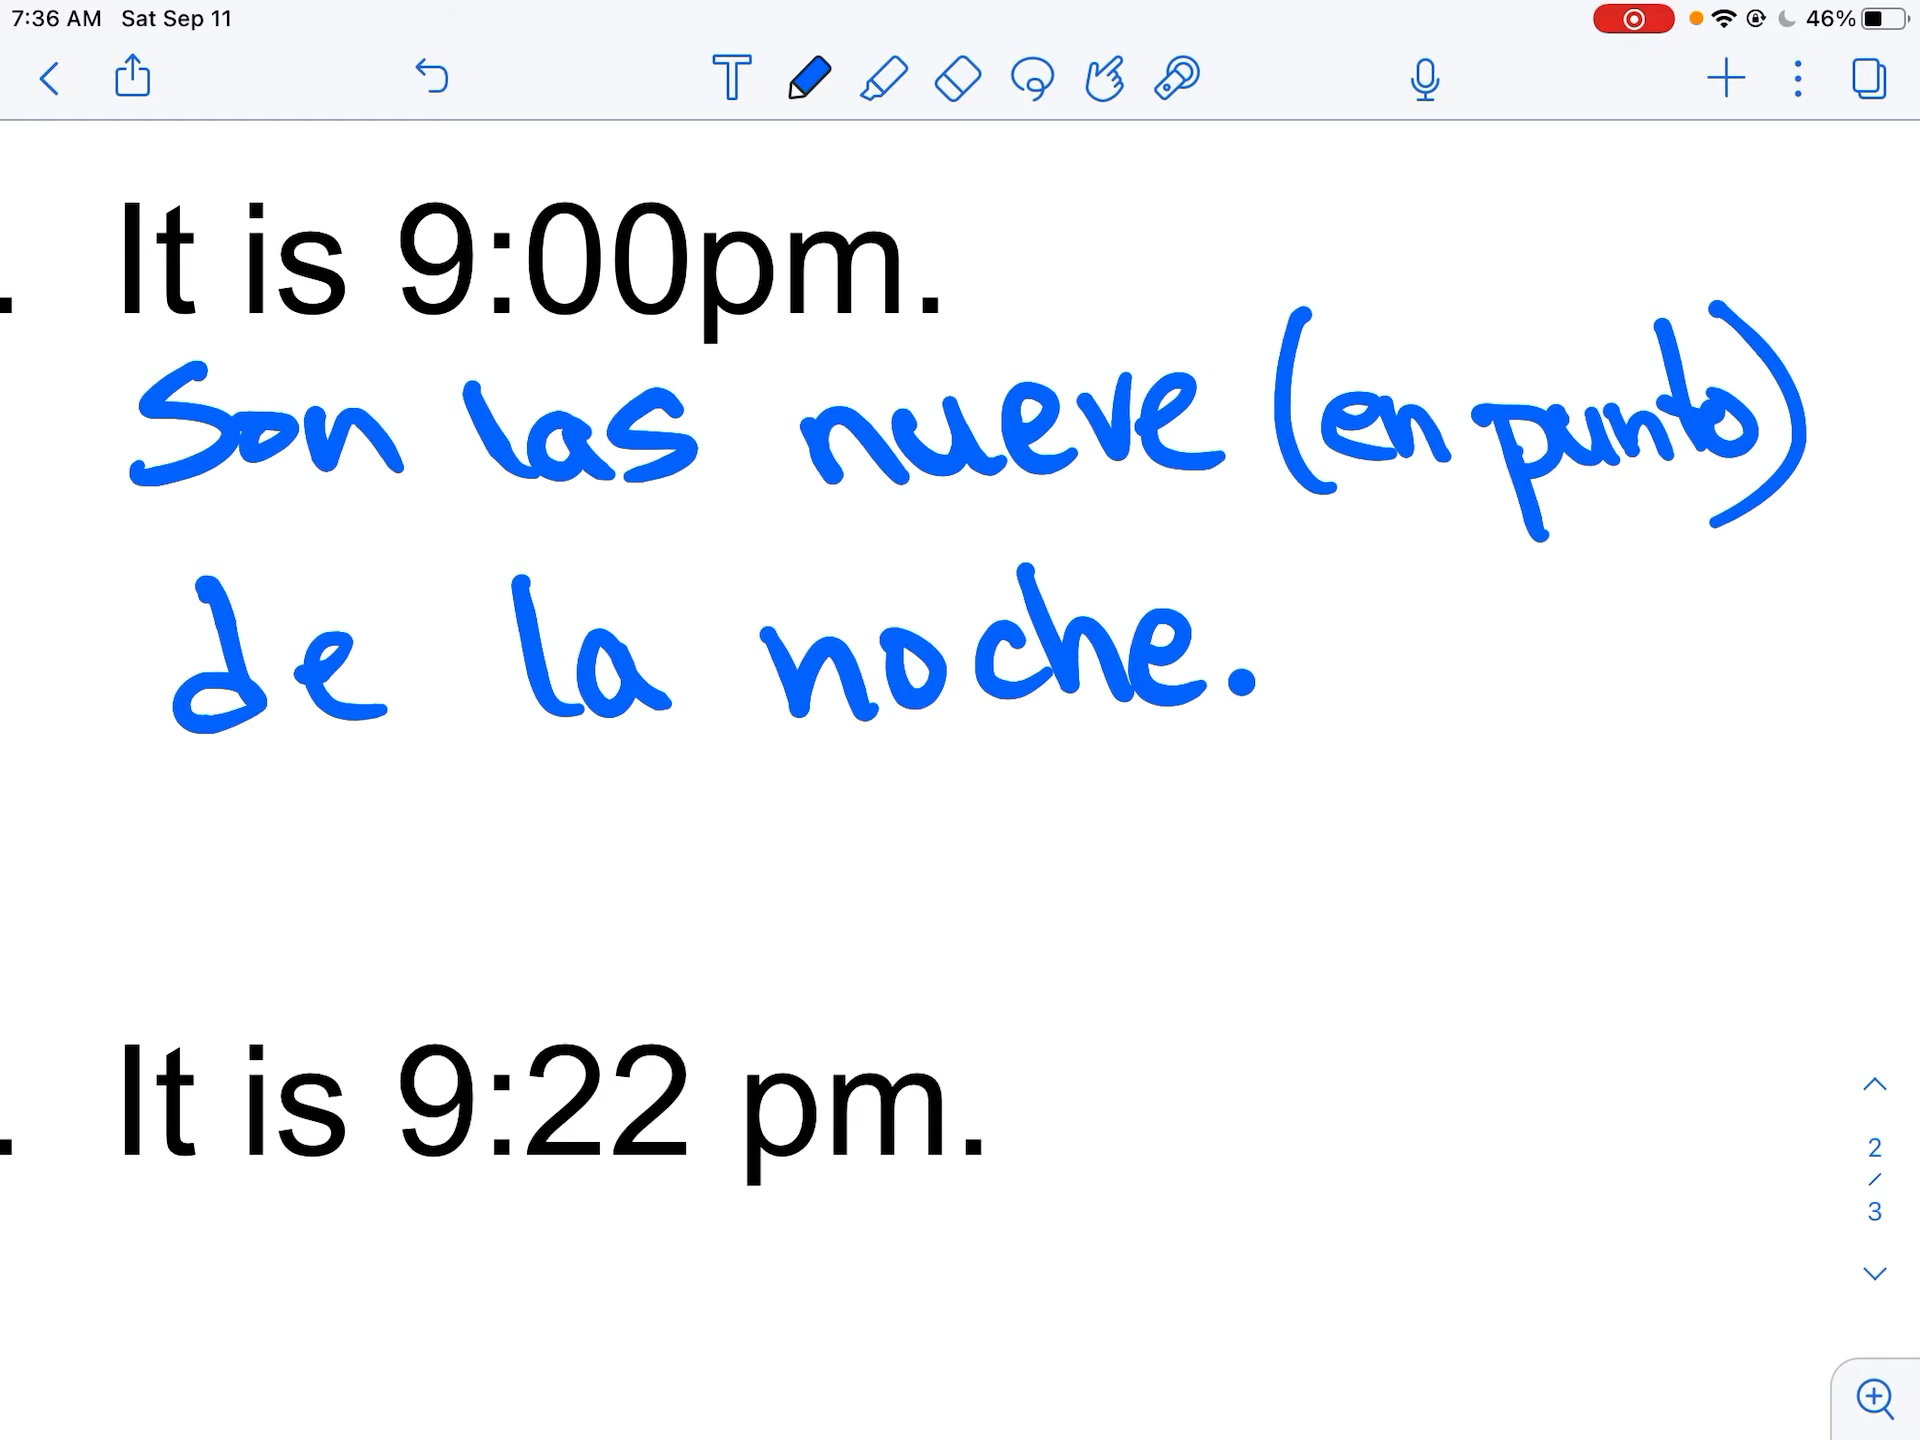 7:36 AM Sat Sep 11 46%
. It is 9:00pm.
Son las nueve (en punto)
de la noche.
. It is 9:22 pm.
2
/
3